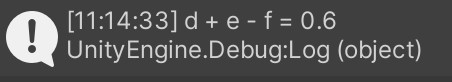 [11:14:33] d + e - f = 0.6
UnityEngine.Debug:Log (object)